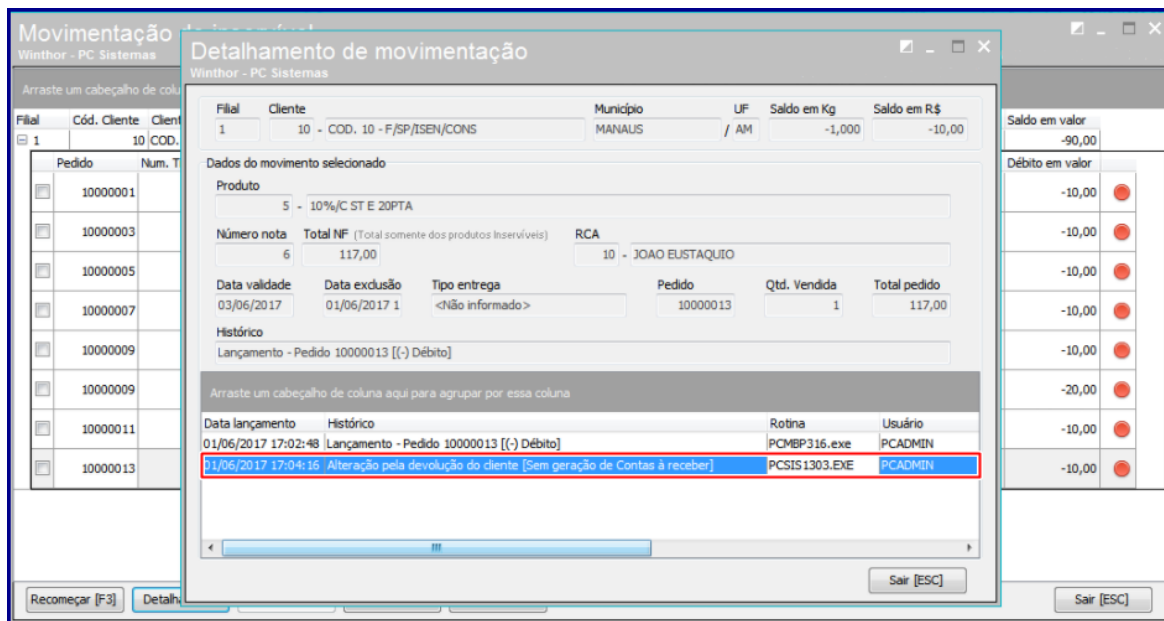 Movimentação de inservível
Winthor - PC Sistemas
Detalhamento de movimentação
Winthor - PC Sistemas
Arraste um cabeçalho de colu
Filial Cliente Município UF Saldo em Kg Saldo em R$
1 10 - COD. 10 - F/SP/ISEN/CONS MANAUS / AM -1,000 -10,00
Filial Cód. Cliente Client Saldo em valor
1 10 COD. -90,00
Pedido Num. T Débito em valor
10000001 -10,00
10000003 -10,00
10000005 -10,00
10000007 -10,00
10000009 -10,00
10000009 -20,00
10000011 -10,00
10000013 -10,00
Dados do movimento selecionado
Produto
5 - 10%/C ST E 20PTA
Número nota Total NF (Total somente dos produtos Inservíveis) RCA
6 117,00 10 - JOAO EUSTAQUIO
Data validade Data exclusão Tipo entrega Pedido Qtd. Vendida Total pedido
03/06/2017 01/06/2017 1 <Não informado> 10000013 1 117,00
Histórico
Lançamento - Pedido 10000013 [(-) Débito]
Arraste um cabeçalho de coluna aqui para agrupar por essa coluna
Data lançamento Histórico Rotina Usuário
01/06/2017 17:02:48 Lançamento - Pedido 10000013 [(-) Débito] PCMBP316.exe PCADMIN
01/06/2017 17:04:16 Alteração pela devolução do cliente [Sem geração de Contas à receber] PCSIS1303.EXE PCADMIN
Sair [ESC]
Recomeçar [F3] Detalh Sair [ESC]